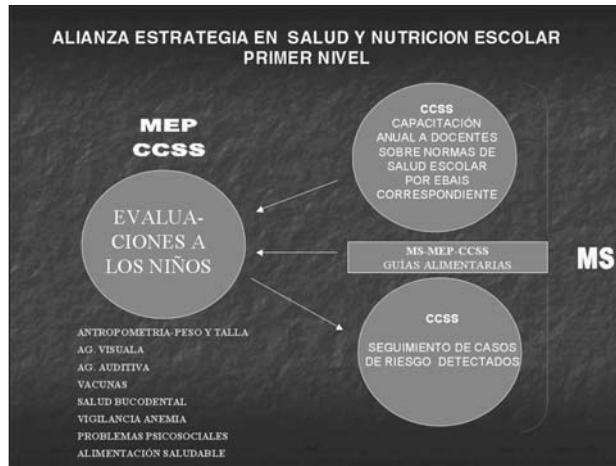 ALIANZA ESTRATEGIA EN SALUD Y NUTRICION ESCOLAR
PRIMER NIVEL
MEP
CCSS
EVALUA-
CIONES A
LOS NIÑOS
ANTROPOMETRIA-PESO Y TALLA
AG. VISUALA
AG. AUDITIVA
VACUNAS
SALUD BUCODENTAL
VIGILANCIA ANEMIA
PROBLEMAS PSICOSOCIALES
ALIMENTACIÓN SALUDABLE
CCSS
CAPACITACIÓN
ANUAL A DOCENTES
SOBRE NORMAS DE
SALUD ESCOLAR
POR EBAIS
CORRESPONDIENTE
MS-MEP-CCSS
GUÍAS ALIMENTARIAS
CCSS
SEGUIMIENTO DE CASOS
DE RIESGO DETECTADOS
MS